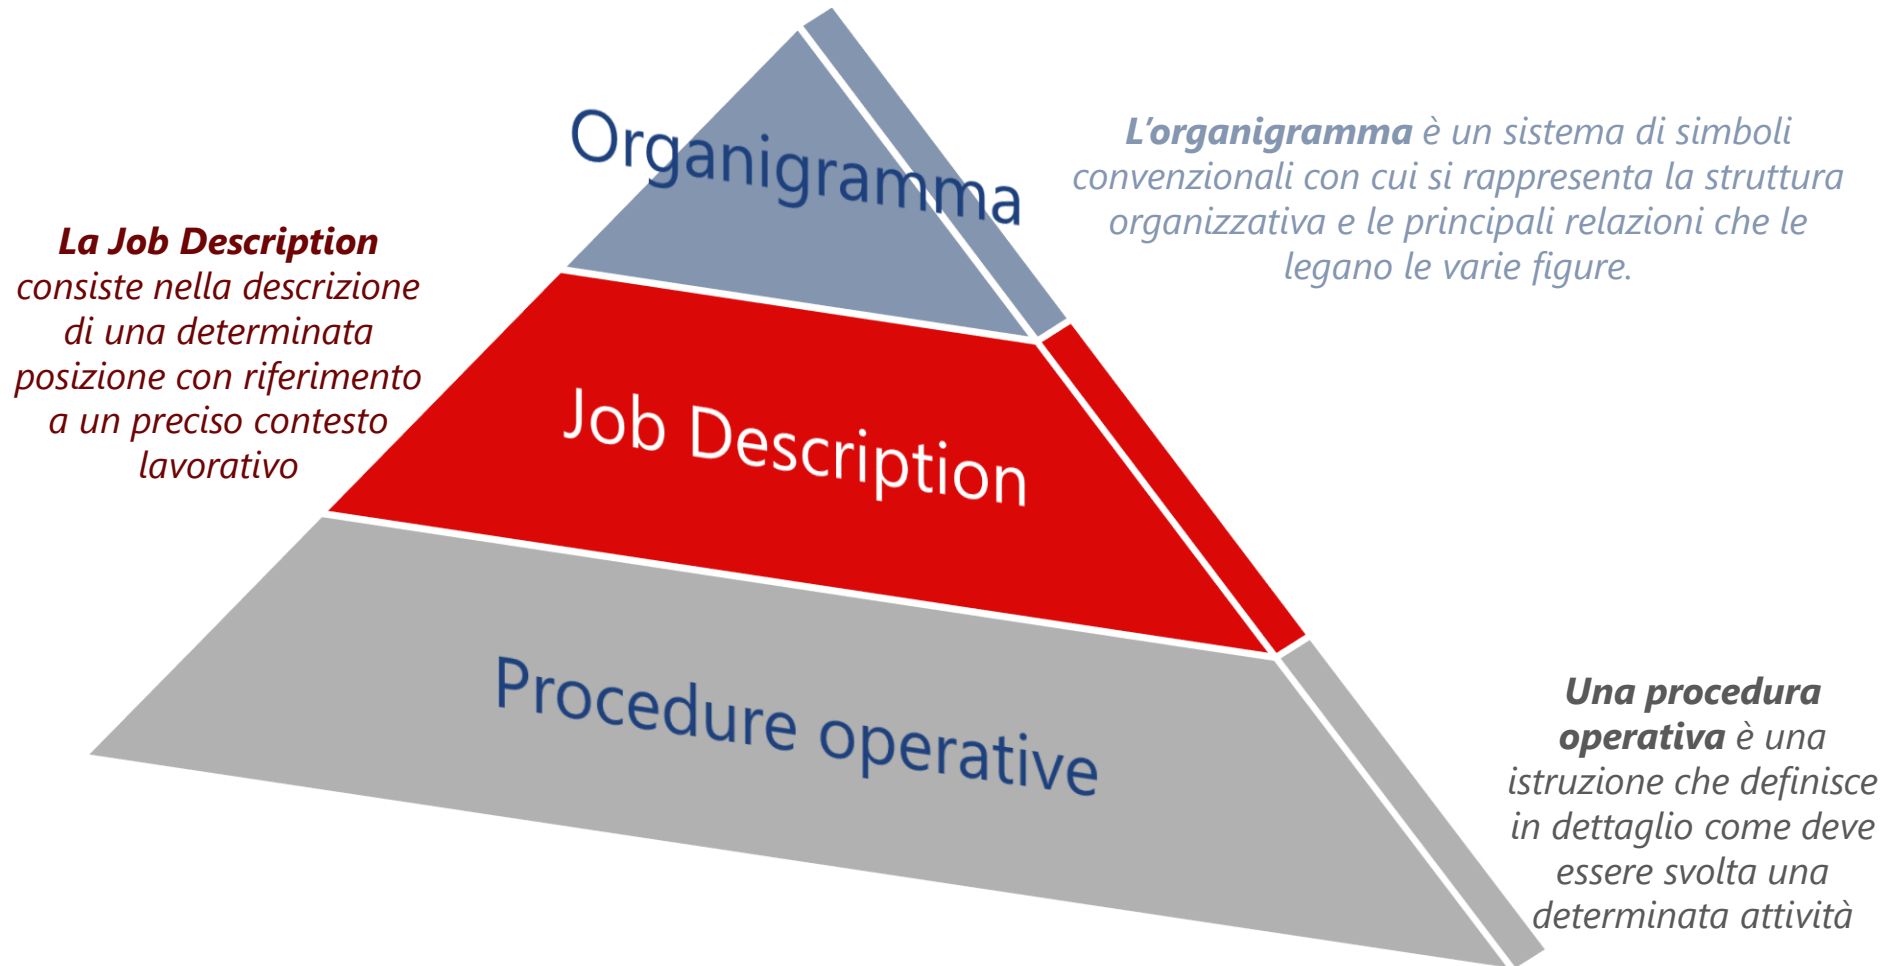 Organigramma
L'organigramma è un sistema di simboli
convenzionali con cui si rappresenta la struttura
organizzativa e le principali relazioni che le
legano le varie figure.
La Job Description
consiste nella descrizione
di una determinata
posizione con riferimento
a un preciso contesto
lavorativo
Job Description
Procedure operative
Una procedura
operativa è una
istruzione che definisce
in dettaglio come deve
essere svolta una
determinata attività